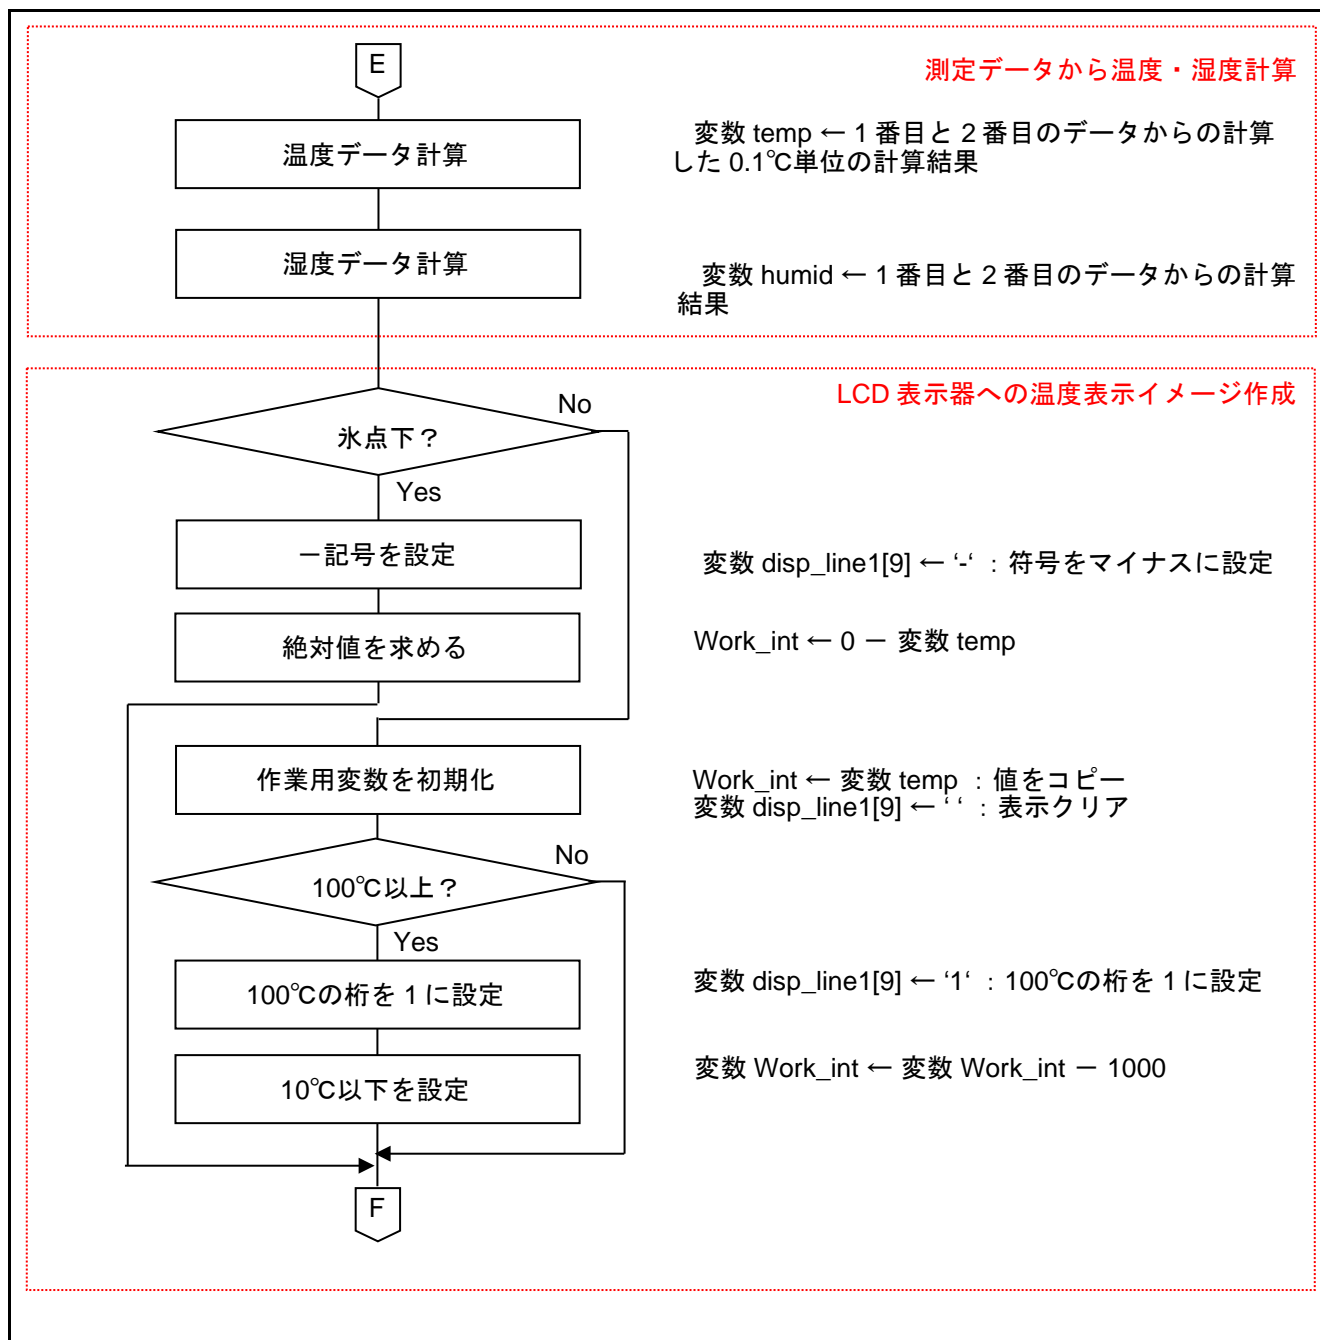 E
測定データから温度・湿度計算
温度データ計算
変数 temp ← 1 番目と 2 番目のデータからの計算
した 0.1℃単位の計算結果
湿度データ計算
変数 humid ← 1 番目と 2 番目のデータからの計算
結果
LCD 表示器への温度表示イメージ作成
氷点下？
No
Yes
－記号を設定
変数 disp_line1[9] ← ‘-‘ ：符号をマイナスに設定
絶対値を求める
Work_int ← 0 － 変数 temp
作業用変数を初期化
Work_int ← 変数 temp ：値をコピー
変数 disp_line1[9] ← ‘ ‘ ：表示クリア
100℃以上？
No
Yes
100℃の桁を 1 に設定
変数 disp_line1[9] ← ‘1‘ ：100℃の桁を 1 に設定
10℃以下を設定
変数 Work_int ← 変数 Work_int － 1000
F